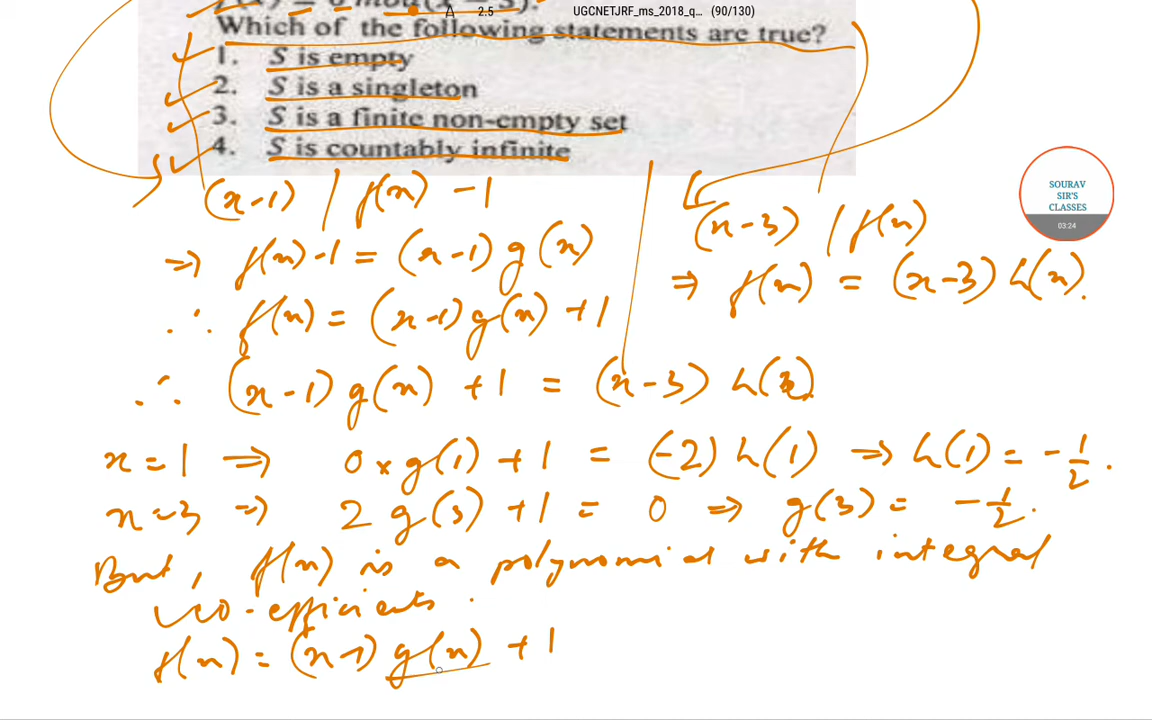 A 2.5 UGCNETJRF_ms_2018_q... (90/130)
Which of the following statements are true?
1. S is empty
2. S is a singleton
3. S is a finite non-empty set
4. S is countably infinite
SOURAV
SIR'S
CLASSES
03:24
(x-1) | f(x) -1
(x-3) | f(x)
⇒ f(x)-1 = (x-1) g(x)
⇒ f(x) = (x-3) h(x).
∴ f(x) = (x-1) g(x) +1
∴ (x-1) g(x) +1 = (x-3) h(x)
x=1 ⇒ 0 × g(1) +1 = (-2) h(1) ⇒ h(1) = -1/2.
x=3 ⇒ 2 g(3) +1 = 0 ⇒ g(3) = -1/2.
But, f(x) is a polynomial with integral
co-efficients.
f(x) = (x-1) g(x) +1